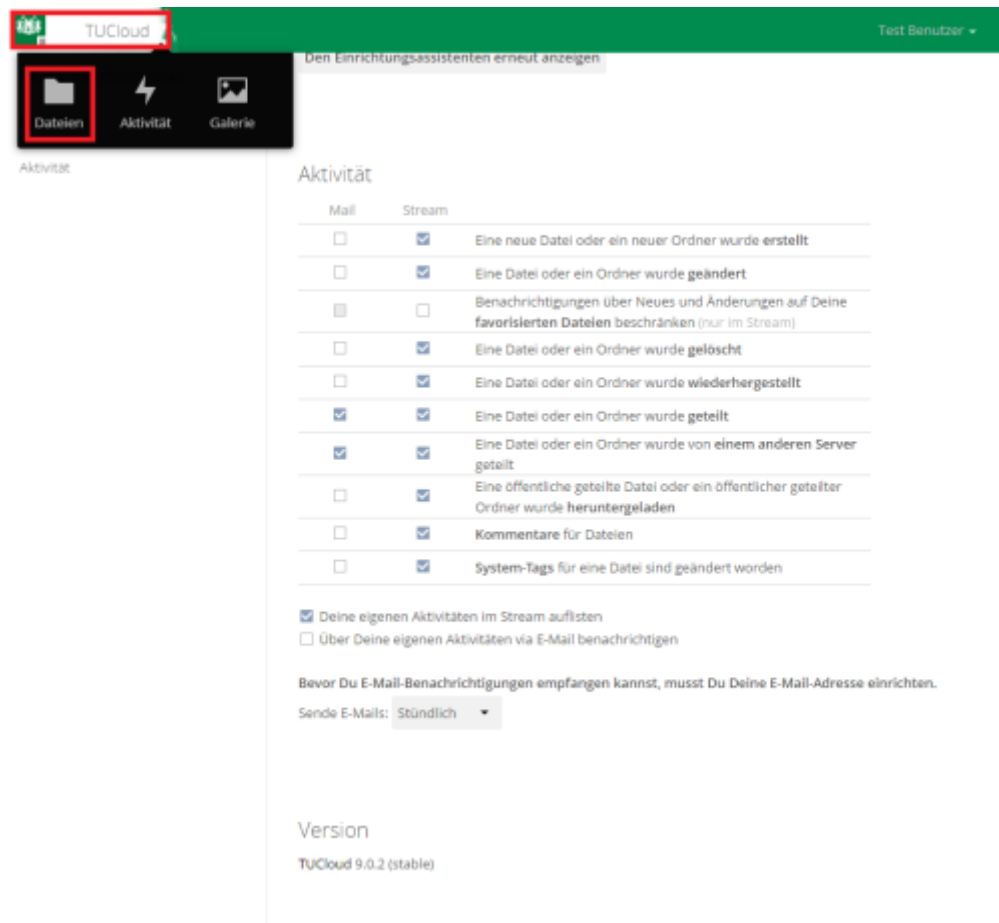 TUCloud
Test Benutzer
Den Einrichtungsassistenten erneut anzeigen
Dateien Aktivität Galerie
Aktivität
Aktivität
Mail Stream
Eine neue Datei oder ein neuer Ordner wurde erstellt
Eine Datei oder ein Ordner wurde geändert
Benachrichtigungen über Neues und Änderungen auf Deine
favorisierten Dateien beschränken (nur im Stream)
Eine Datei oder ein Ordner wurde gelöscht
Eine Datei oder ein Ordner wurde wiederhergestellt
Eine Datei oder ein Ordner wurde geteilt
Eine Datei oder ein Ordner wurde von einem anderen Server
geteilt
Eine öffentliche geteilte Datei oder ein öffentlicher geteilter
Ordner wurde heruntergeladen
Kommentare für Dateien
System-Tags für eine Datei sind geändert worden
Deine eigenen Aktivitäten im Stream auflisten
Über Deine eigenen Aktivitäten via E-Mail benachrichtigen
Bevor Du E-Mail-Benachrichtigungen empfangen kannst, musst Du Deine E-Mail-Adresse einrichten.
Sende E-Mails: Stündlich
Version
TUCloud 9.0.2 (stable)